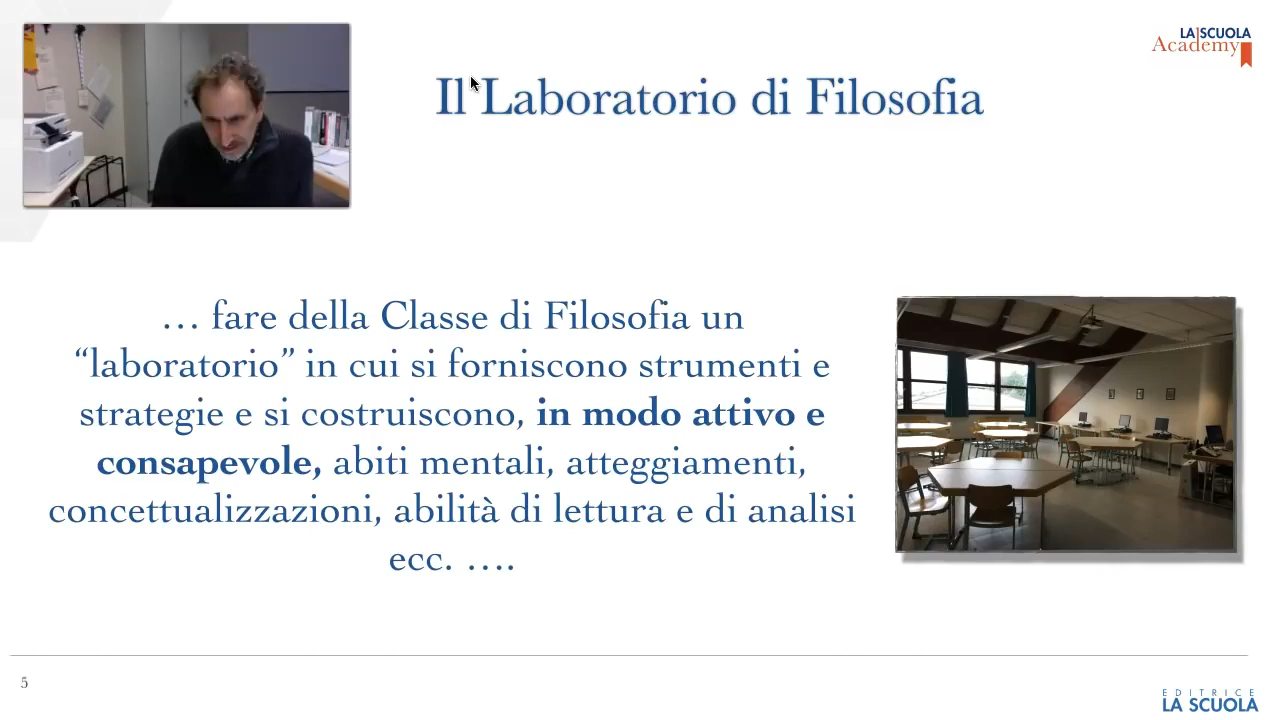 LA SCUOLA
Academy
Il Laboratorio di Filosofia
… fare della Classe di Filosofia un
“laboratorio” in cui si forniscono strumenti e
strategie e si costruiscono, in modo attivo e
consapevole, abiti mentali, atteggiamenti,
concettualizzazioni, abilità di lettura e di analisi
ecc. ….
5
EDITRICE
LA SCUOLA